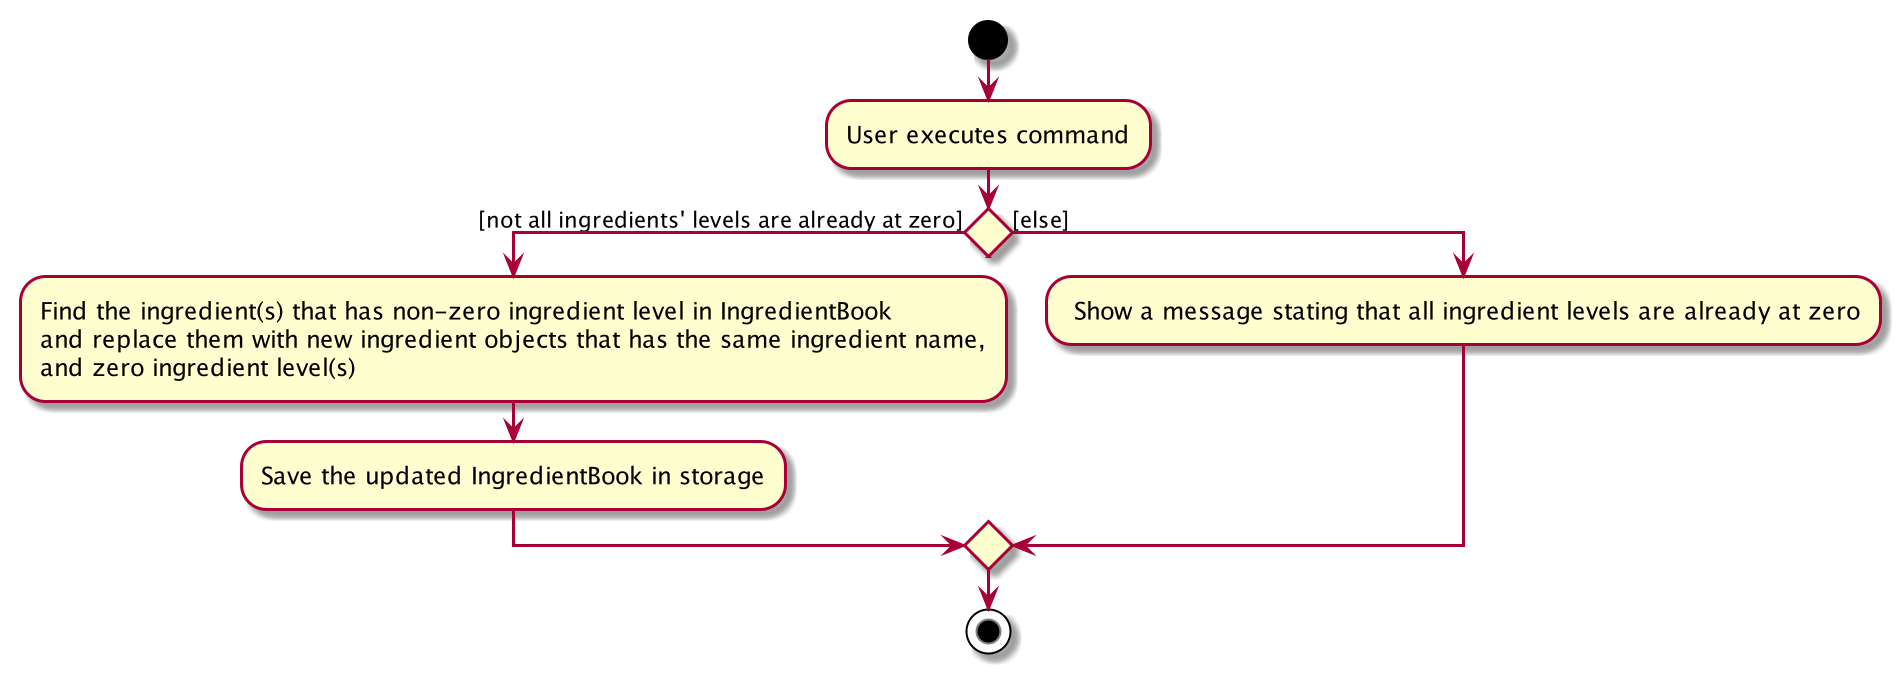 User executes command
[not all ingredients' levels are already at zero]
[else]
Find the ingredient(s) that has non-zero ingredient level in IngredientBook
and replace them with new ingredient objects that has the same ingredient name,
and zero ingredient level(s)
Show a message stating that all ingredient levels are already at zero
Save the updated IngredientBook in storage